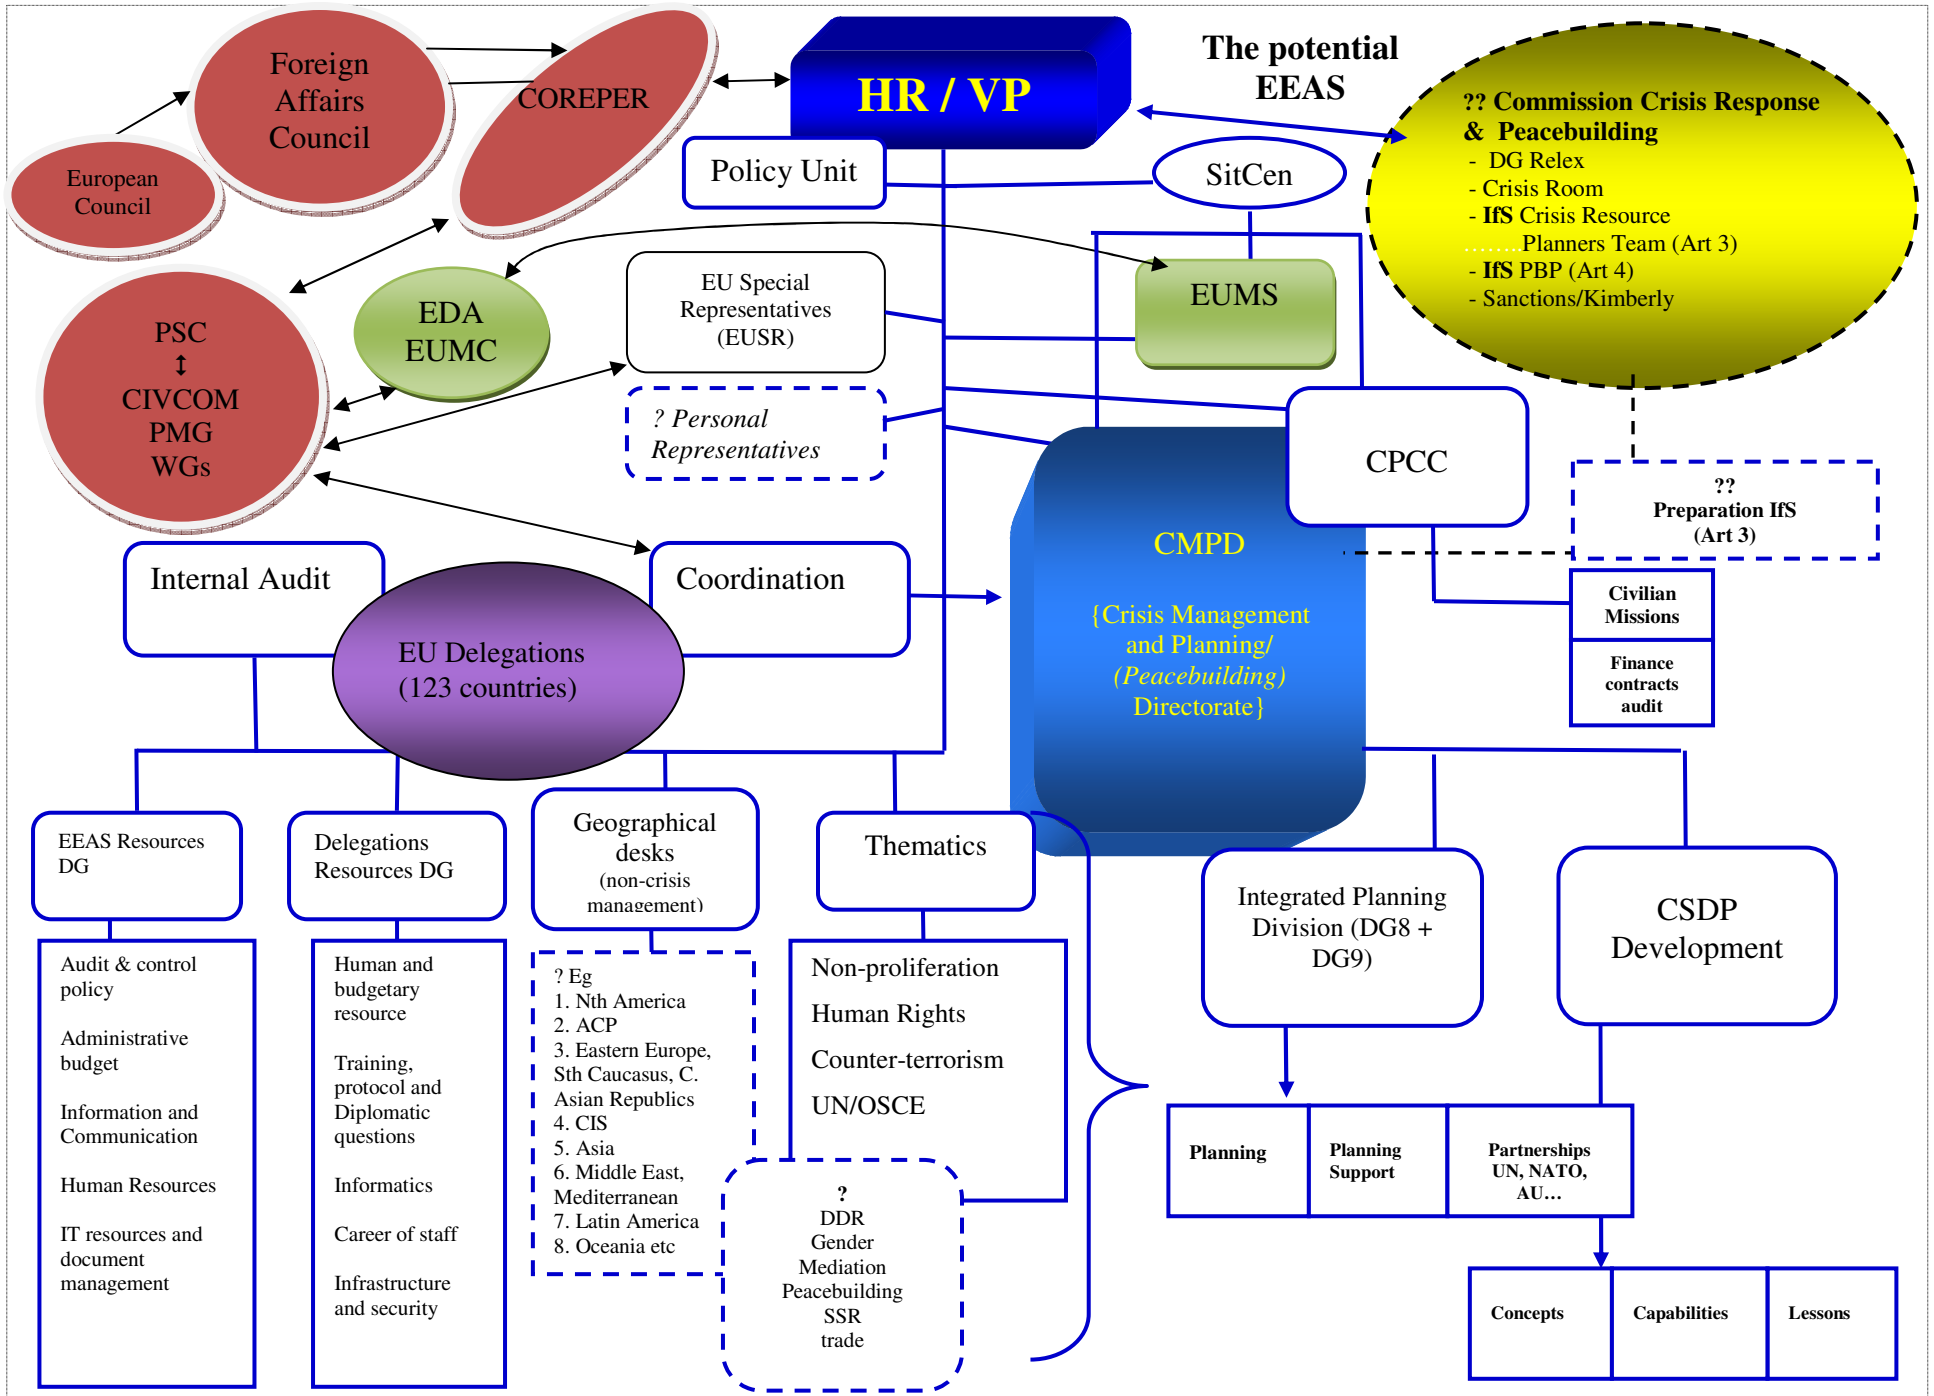 The potential
EEAS
Foreign
Affairs
Council
COREPER
HR / VP
European
Council
Policy Unit
SitCen
?? Commission Crisis Response
& Peacebuilding
- DG Relex
- Crisis Room
- IfS Crisis Resource
........Planners Team (Art 3)
- IfS PBP (Art 4)
- Sanctions/Kimberly
PSC
CIVCOM
PMG
WGs
EDA
EUMC
EU Special
Representatives
(EUSR)
EUMS
? Personal
Representatives
CPCC
??
Preparation IfS
(Art 3)
CMPD
{Crisis Management
and Planning/
(Peacebuilding)
Directorate}
Internal Audit
Coordination
EU Delegations
(123 countries)
Civilian
Missions
Finance
contracts
audit
EEAS Resources
DG
Delegations
Resources DG
Geographical
desks
(non-crisis
management)
Thematics
Integrated Planning
Division (DG8 +
DG9)
CSDP
Development
Audit & control
policy
Administrative
budget
Information and
Communication
Human Resources
IT resources and
document
management
Human and
budgetary
resource
Training,
protocol and
Diplomatic
questions
Informatics
Career of staff
Infrastructure
and security
? Eg
1. Nth America
2. ACP
3. Eastern Europe,
Sth Caucasus, C.
Asian Republics
4. CIS
5. Asia
6. Middle East,
Mediterranean
7. Latin America
8. Oceania etc
Non-proliferation
Human Rights
Counter-terrorism
UN/OSCE
?
DDR
Gender
Mediation
Peacebuilding
SSR
trade
Planning
Planning
Support
Partnerships
UN, NATO,
AU…
Concepts
Capabilities
Lessons